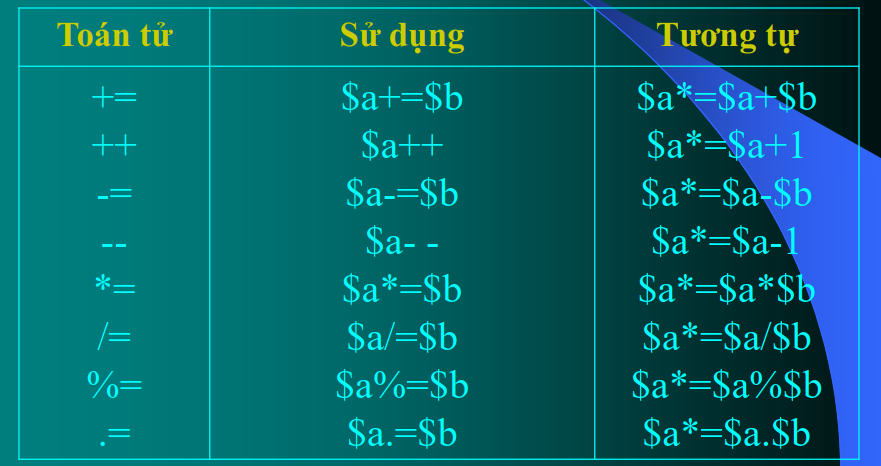 Toán tử Sử dụng Tương tự
+= $a+=$b $a*=$a+$b
++ $a++ $a*=$a+1
-= $a-=$b $a*=$a-$b
-- $a- - $a*=$a-1
*= $a*=$b $a*=$a*$b
/= $a/=$b $a*=$a/$b
%= $a%=$b $a*=$a%$b
.= $a.=$b $a*=$a.$b